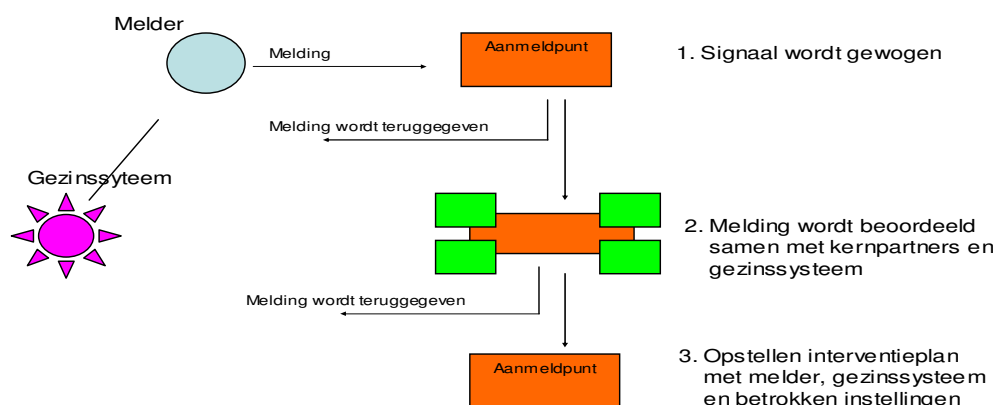 Melder
Melding
Aanmeldpunt
1. Signaal wordt gewogen
Melding wordt teruggegeven
Gezinssyteem
2. Melding wordt beoordeeld
samen met kernpartners en
gezinssysteem
Melding wordt teruggegeven
Aanmeldpunt
3. Opstellen interventieplan
met melder, gezinssysteem
en betrokken instellingen